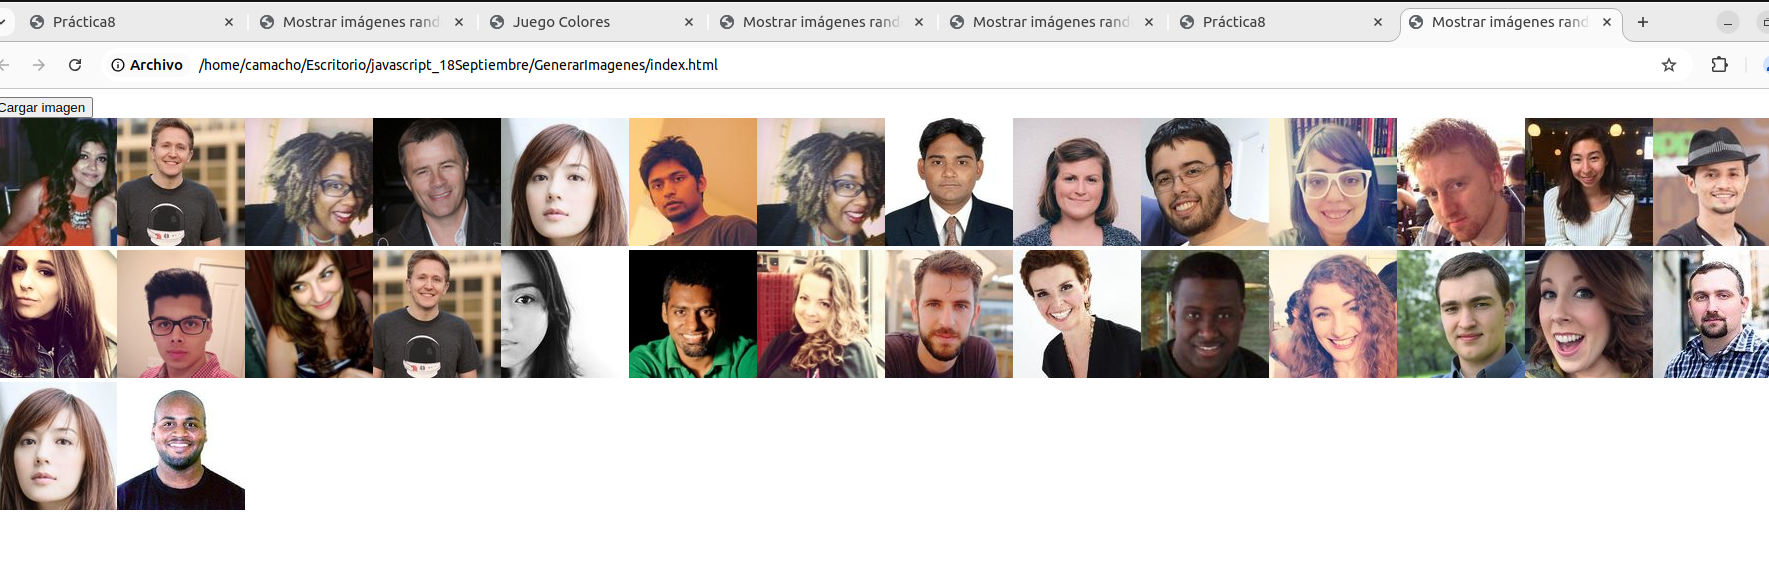 Práctica8
Mostrar imágenes rand
Juego Colores
Mostrar imágenes rand
Mostrar imágenes rand
Práctica8
Mostrar imágenes rand
Archivo /home/camacho/Escritorio/javascript_18Septiembre/GenerarImagenes/index.html
Cargar imagen